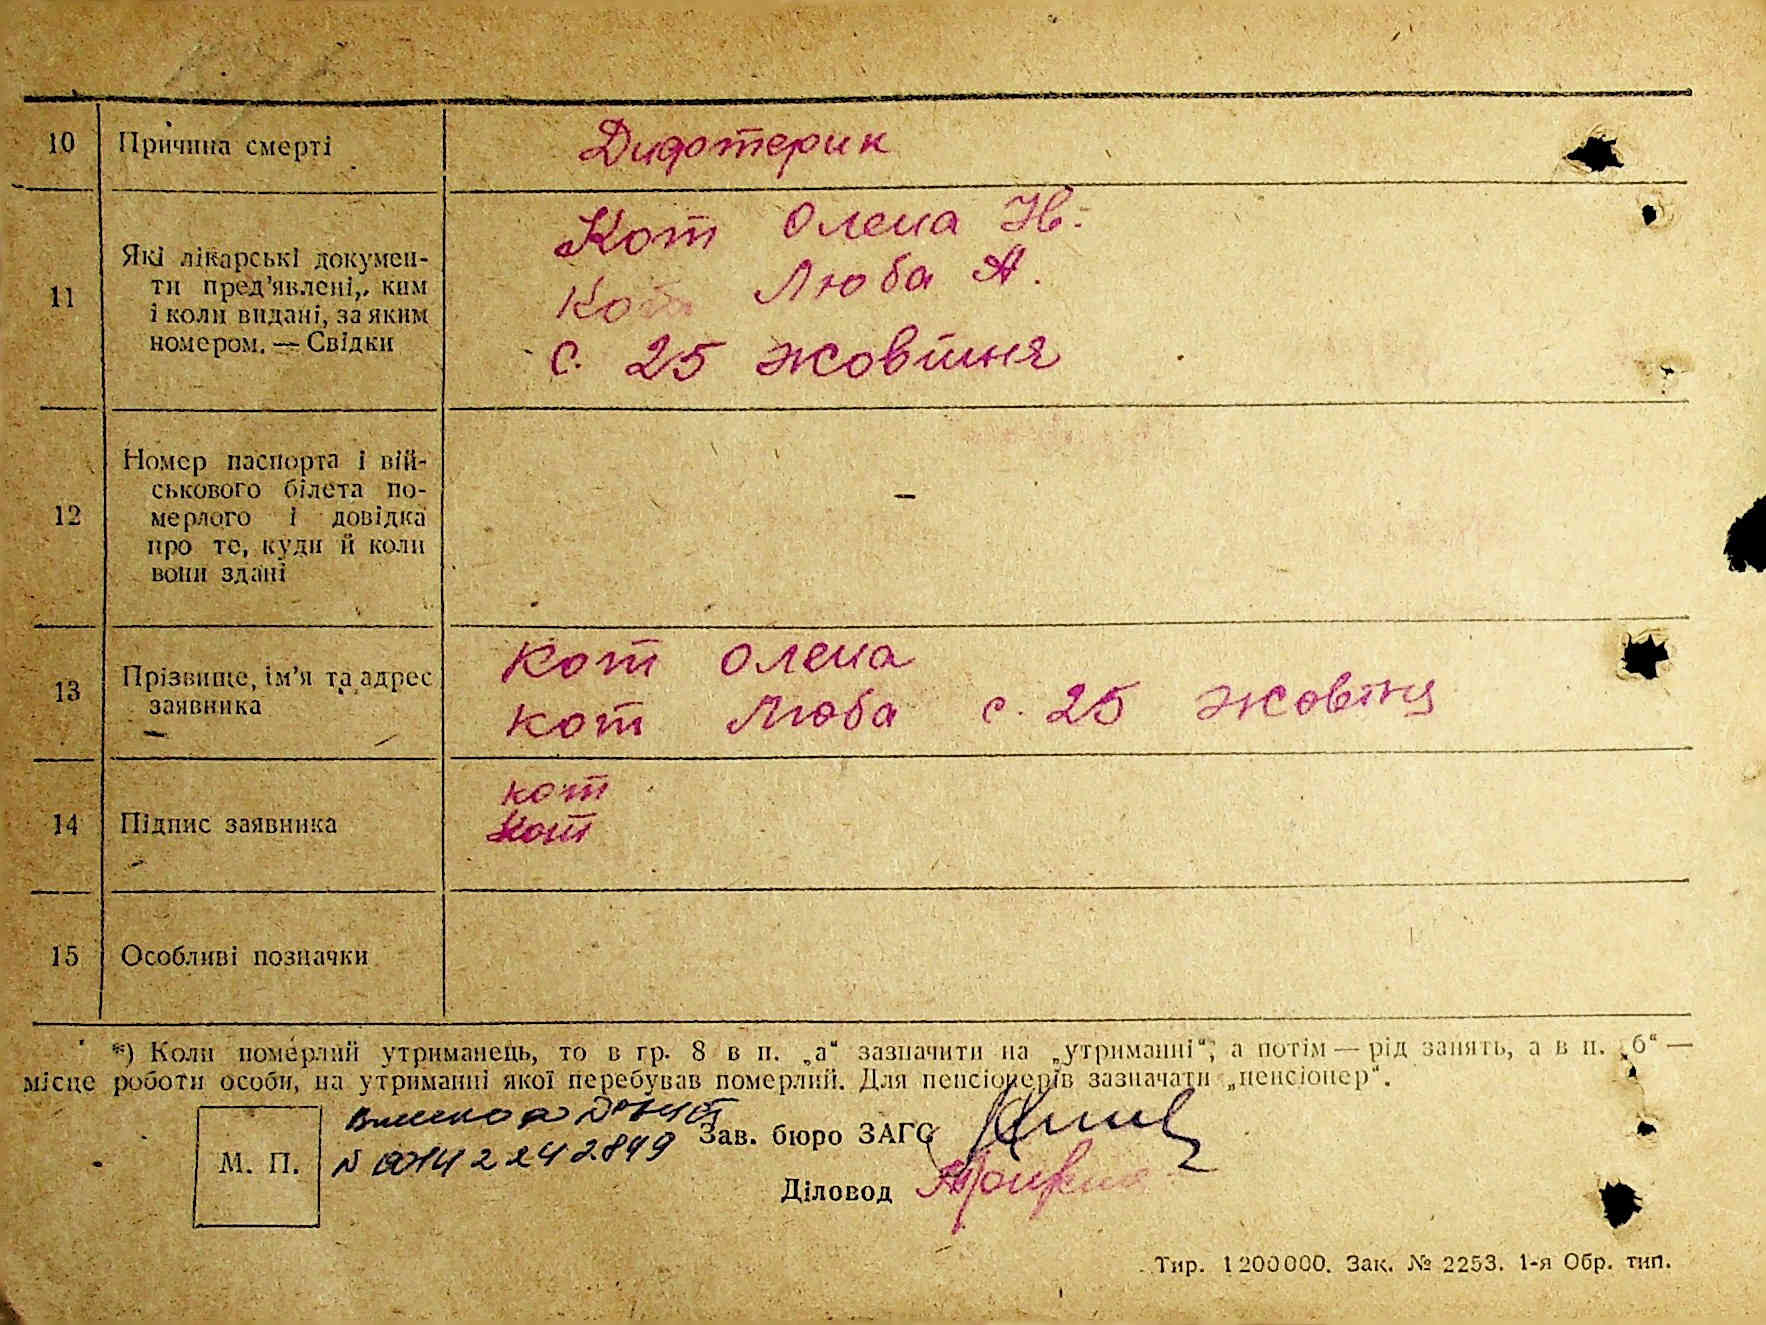 10 Причина смерті Дифтерик
11 Які лікарські докумен-
ти пред'явлені, ким
і коли видані, за яким
номером. — Свідки
Кот Олена Ив:
Кот Люба А.
с. 25 жовтня
12 Номер паспорта і вій-
ськового білета по-
мерлого і довідка
про те, куди й коли
вони здані
–
13 Прізвище, ім'я та адрес
заявника
Кот Олена
кот Люба с. 25 жовтня
14 Підпис заявника
кот
Кот
15 Особливі позначки
*) Коли померлий утриманець, то в гр. 8 в п. „а“ зазначити на „утриманні“, а потім — рід занять, а в п. „б“ —
місце роботи особи, на утриманні якої перебував померлий. Для пенсіонерів зазначати „пенсіонер“.
М. П.
Зав. бюро ЗАГС
Діловод
Тир. 1200000. Зак. № 2253. 1-я Обр. тип.